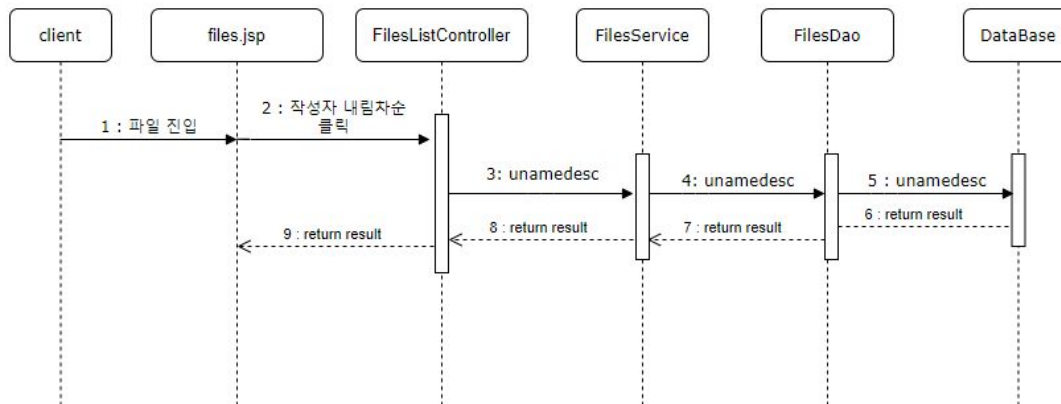 client
files.jsp
FilesListController
FilesService
FilesDao
DataBase
1 : 파일 진입
2 : 작성자 내림차순
클릭
3: unamedesc
4: unamedesc
5 : unamedesc
6 : return result
7 : return result
8 : return result
9 : return result